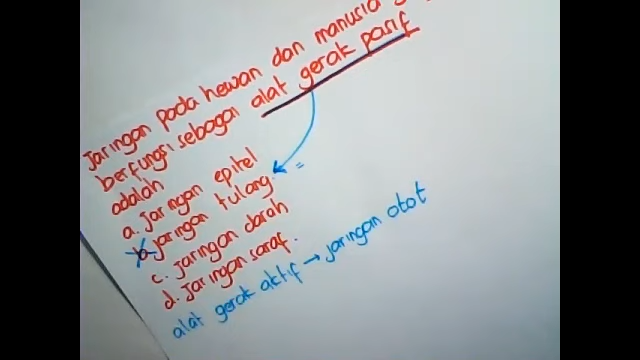 Jaringan pada hewan dan manusia
berfungsi sebagai alat gerak pasif
adalah
a. Jaringan epitel
b. jaringan tulang. =
c. jaringan darah
d. Jaringan saraf.
alat gerak aktif → jaringan otot